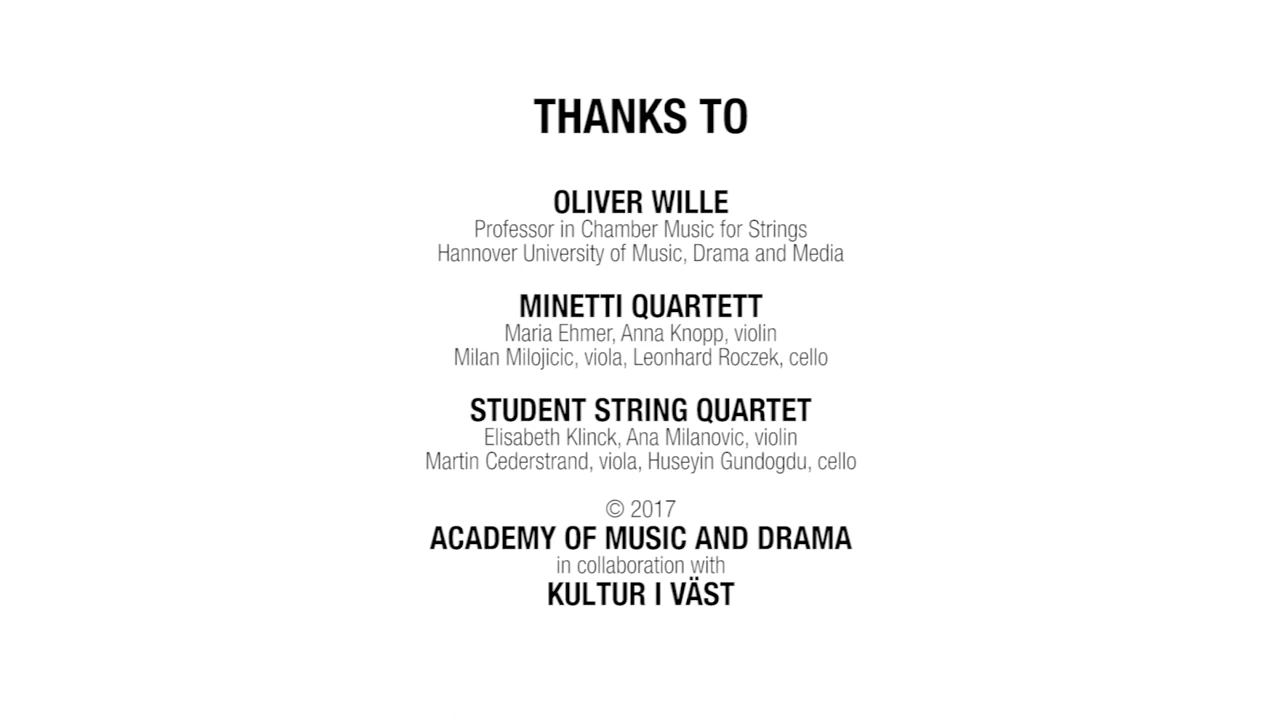 THANKS TO
OLIVER WILLE
Professor in Chamber Music for Strings
Hannover University of Music, Drama and Media
MINETTI QUARTETT
Maria Ehmer, Anna Knopp, violin
Milan Milojicic, viola, Leonhard Roczek, cello
STUDENT STRING QUARTET
Elisabeth Klinck, Ana Milanovic, violin
Martin Cederstrand, viola, Huseyin Gundogdu, cello
© 2017
ACADEMY OF MUSIC AND DRAMA
in collaboration with
KULTUR I VÄST